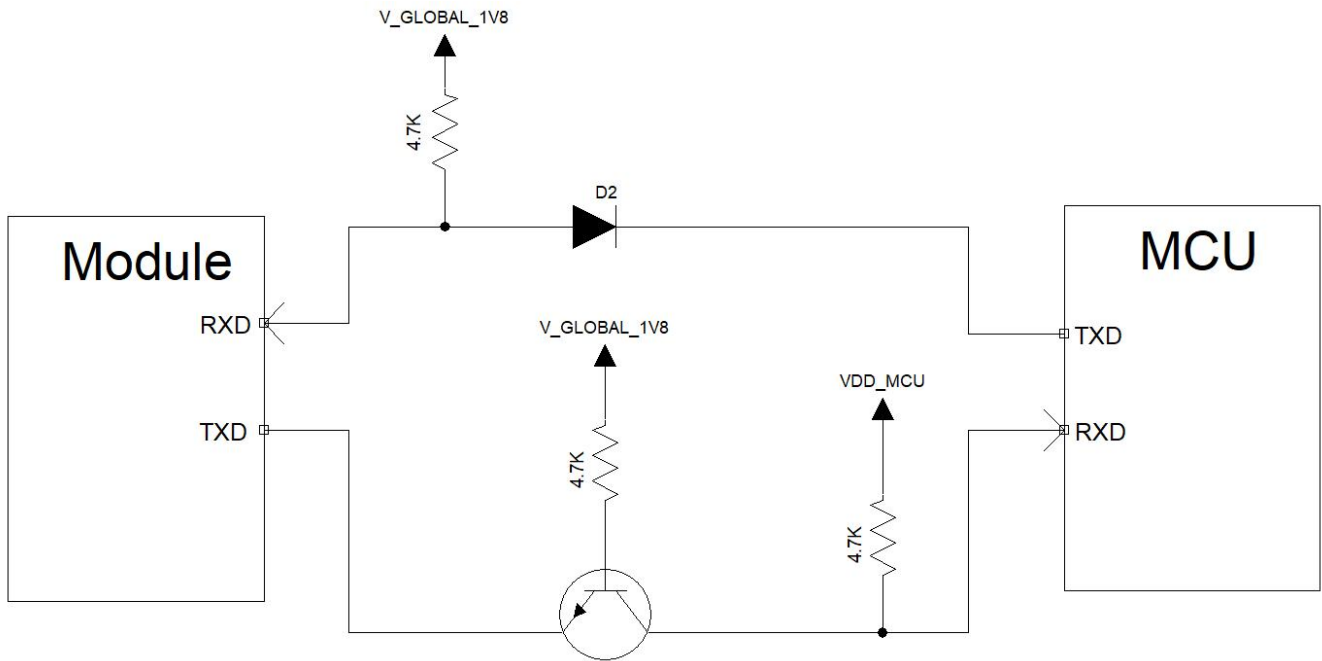 V_GLOBAL_1V8
4.7K
D2
Module
MCU
RXD
V_GLOBAL_1V8
TXD
VDD_MCU
TXD
RXD
4.7K
4.7K